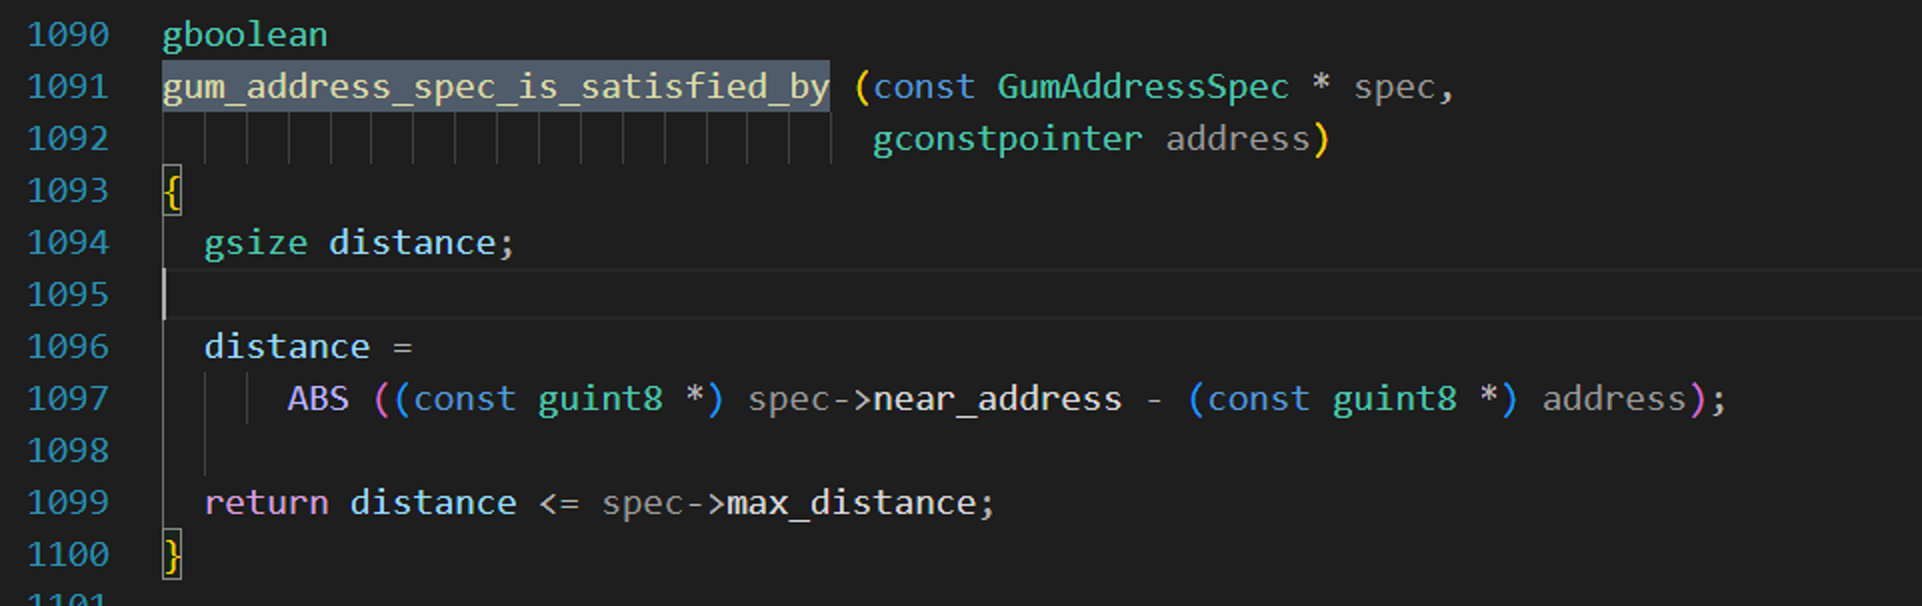 1090 gboolean
1091 gum_address_spec_is_satisfied_by (const GumAddressSpec * spec,
1092 gconstpointer address)
1093 {
1094 gsize distance;
1095
1096 distance =
1097 ABS ((const guint8 *) spec->near_address - (const guint8 *) address);
1098
1099 return distance <= spec->max_distance;
1100 }
1101